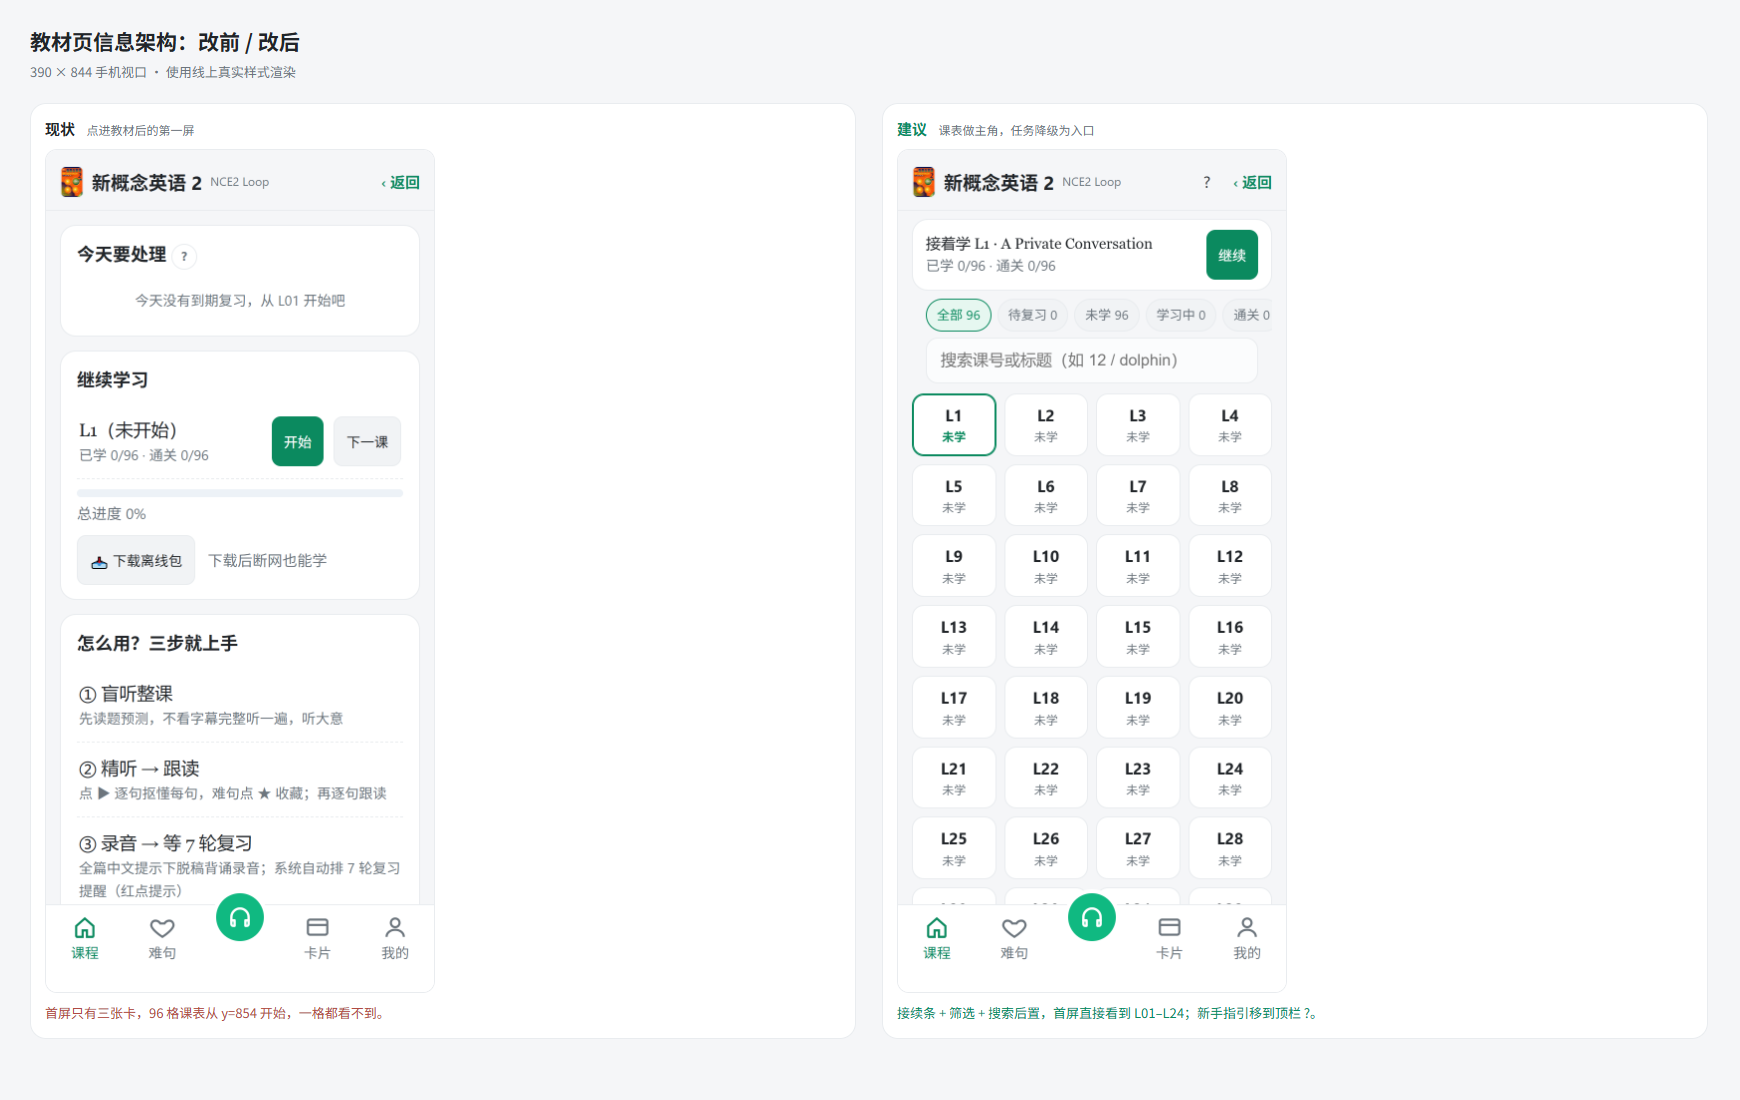 教材页信息架构：改前 / 改后
390 × 844 手机视口 · 使用线上真实样式渲染
现状 点进教材后的第一屏
新概念英语 2 NCE2 Loop ‹ 返回
今天要处理 ?
今天没有到期复习，从 L01 开始吧
继续学习
L1（未开始）
已学 0/96 · 通关 0/96
开始 下一课
总进度 0%
下载离线包 下载后断网也能学
怎么用？三步就上手
① 盲听整课
先读题预测，不看字幕完整听一遍，听大意
② 精听 → 跟读
点 ▶ 逐句抠懂每句，难句点 ★ 收藏；再逐句跟读
③ 录音 → 等 7 轮复习
全篇中文提示下脱稿背诵录音；系统自动排 7 轮复习
提醒（红点提示）
课程 难句 卡片 我的
首屏只有三张卡，96 格课表从 y=854 开始，一格都看不到。
建议 课表做主角，任务降级为入口
新概念英语 2 NCE2 Loop ? ‹ 返回
接着学 L1 · A Private Conversation
已学 0/96 · 通关 0/96
继续
全部 96 待复习 0 未学 96 学习中 0 通关 0
搜索课号或标题（如 12 / dolphin）
L1 L2 L3 L4
未学 未学 未学 未学
L5 L6 L7 L8
未学 未学 未学 未学
L9 L10 L11 L12
未学 未学 未学 未学
L13 L14 L15 L16
未学 未学 未学 未学
L17 L18 L19 L20
未学 未学 未学 未学
L21 L22 L23 L24
未学 未学 未学 未学
L25 L26 L27 L28
未学 未学 未学 未学
课程 难句 卡片 我的
接续条 + 筛选 + 搜索后置，首屏直接看到 L01–L24；新手指引移到顶栏 ?。